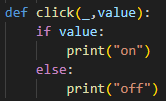 def click(_,value):
    if value:
        print("on")
    else:
        print("off")